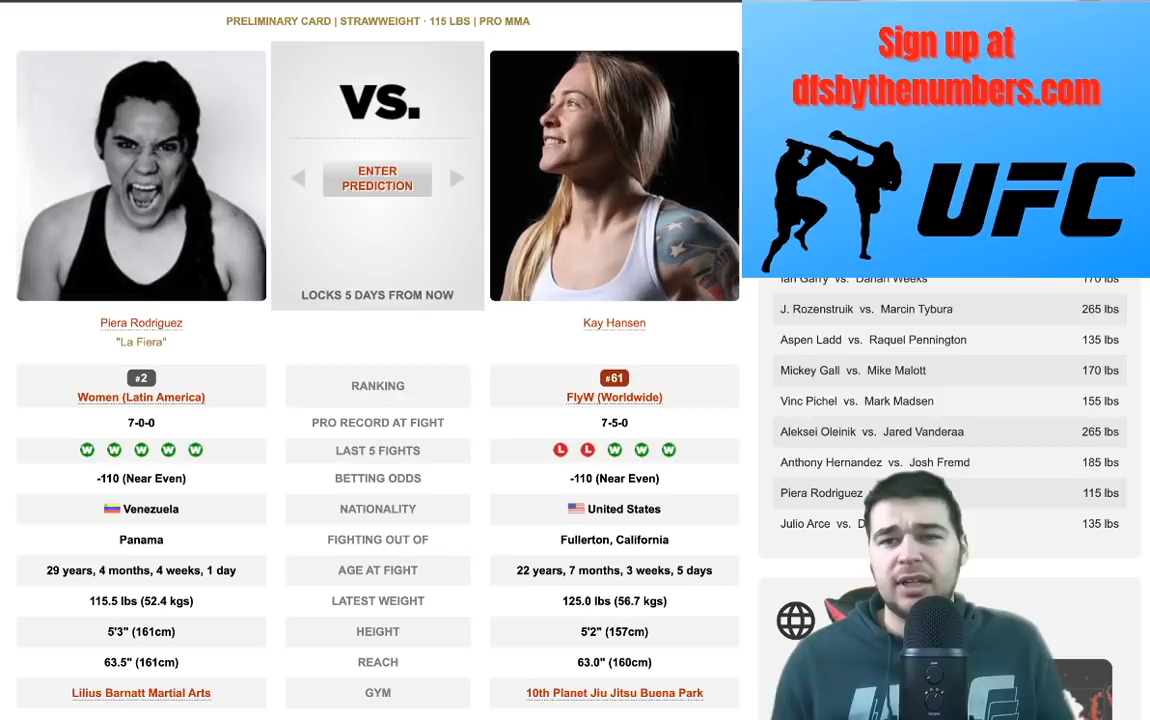 PRELIMINARY CARD | STRAWWEIGHT · 115 LBS | PRO MMA
VS.
ENTER
PREDICTION
LOCKS 5 DAYS FROM NOW
Piera Rodriguez
"La Fiera"
Kay Hansen
#2
Women (Latin America)
RANKING
#61
FlyW (Worldwide)
7-0-0
PRO RECORD AT FIGHT
7-5-0
W W W W W
LAST 5 FIGHTS
L L W W W
-110 (Near Even)
BETTING ODDS
-110 (Near Even)
Venezuela
NATIONALITY
United States
Panama
FIGHTING OUT OF
Fullerton, California
29 years, 4 months, 4 weeks, 1 day
AGE AT FIGHT
22 years, 7 months, 3 weeks, 5 days
115.5 lbs (52.4 kgs)
LATEST WEIGHT
125.0 lbs (56.7 kgs)
5'3" (161cm)
HEIGHT
5'2" (157cm)
63.5" (161cm)
REACH
63.0" (160cm)
Lilius Barnatt Martial Arts
GYM
10th Planet Jiu Jitsu Buena Park
Sign up at
dfsbythenumbers.com
UFC
Ian Garry vs. Darian Weeks 170 lbs
J. Rozenstruik vs. Marcin Tybura 265 lbs
Aspen Ladd vs. Raquel Pennington 135 lbs
Mickey Gall vs. Mike Malott 170 lbs
Vinc Pichel vs. Mark Madsen 155 lbs
Aleksei Oleinik vs. Jared Vanderaa 265 lbs
Anthony Hernandez vs. Josh Fremd 185 lbs
Piera Rodriguez 115 lbs
Julio Arce vs. D 135 lbs